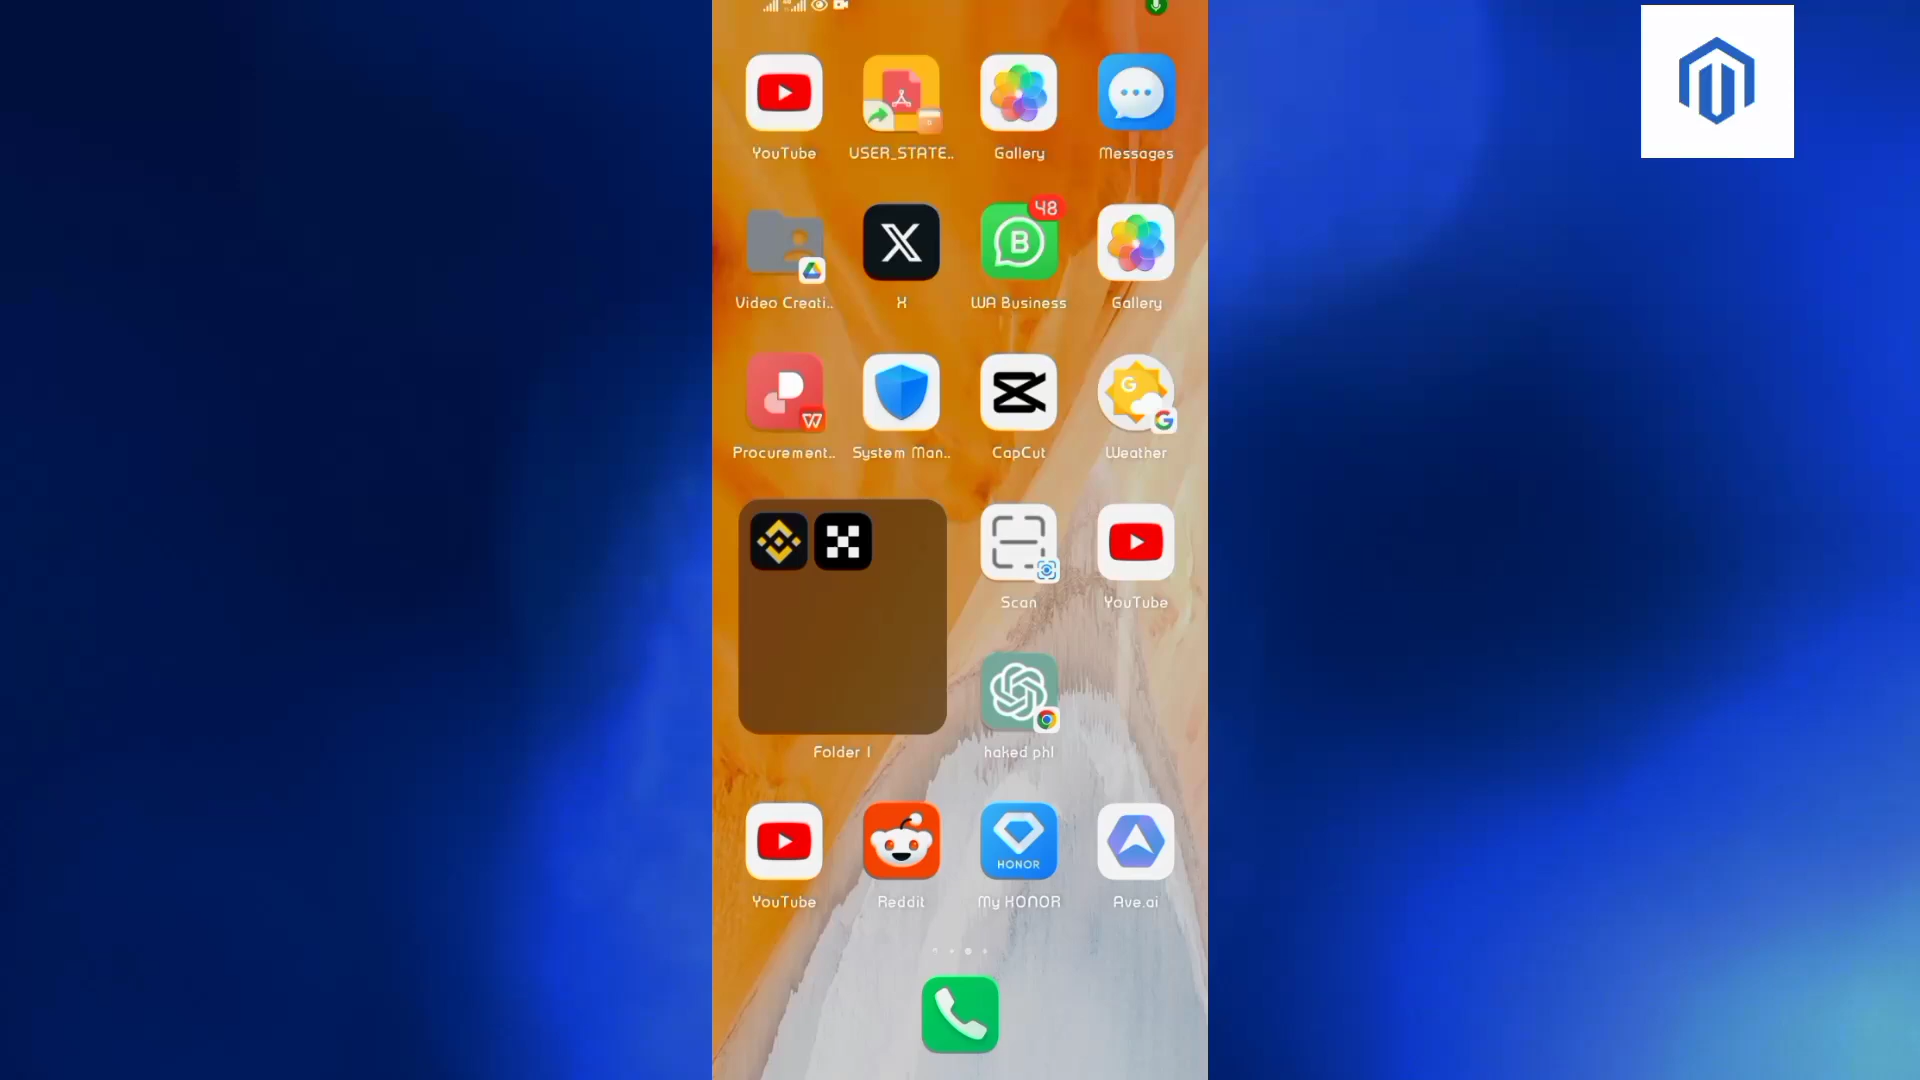 YouTube USER_STATE.. Gallery Messages
48
Video Creati.. X WA Business Gallery
Procurement.. System Man.. CapCut Weather
Scan YouTube
Folder 1 haked phl
HONOR
YouTube Reddit My HONOR Ave.ai